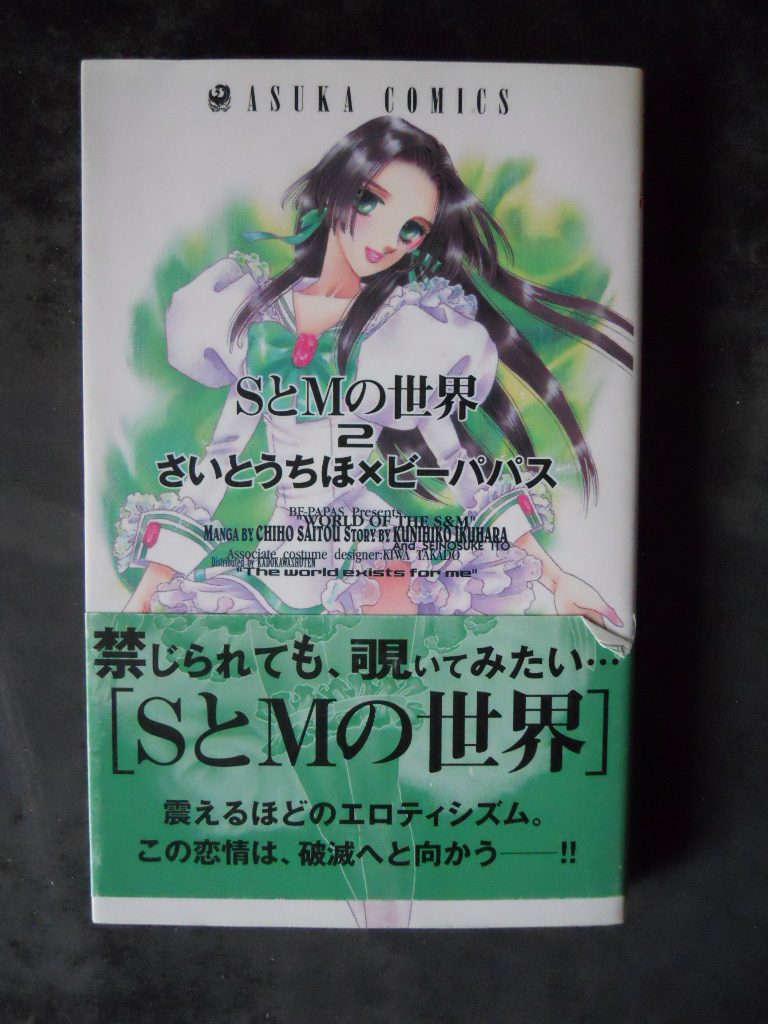 ASUKA COMICS
SとMの世界
2
さいとうちほ×ビーパパス
BE-PAPAS Presents
"WORLD OF THE S&M"
MANGA BY CHIHO SAITOU STORY BY KUNIHIKO IKUHARA
And SEINOSUKE ITO
Associate costume designer:KIWA TAKADO
Distributed by KADOKAWASHOTEN
"The world exists for me"
禁じられても、覗いてみたい…
[SとMの世界]
震えるほどのエロティシズム。
この恋情は、破滅へと向かう――!!